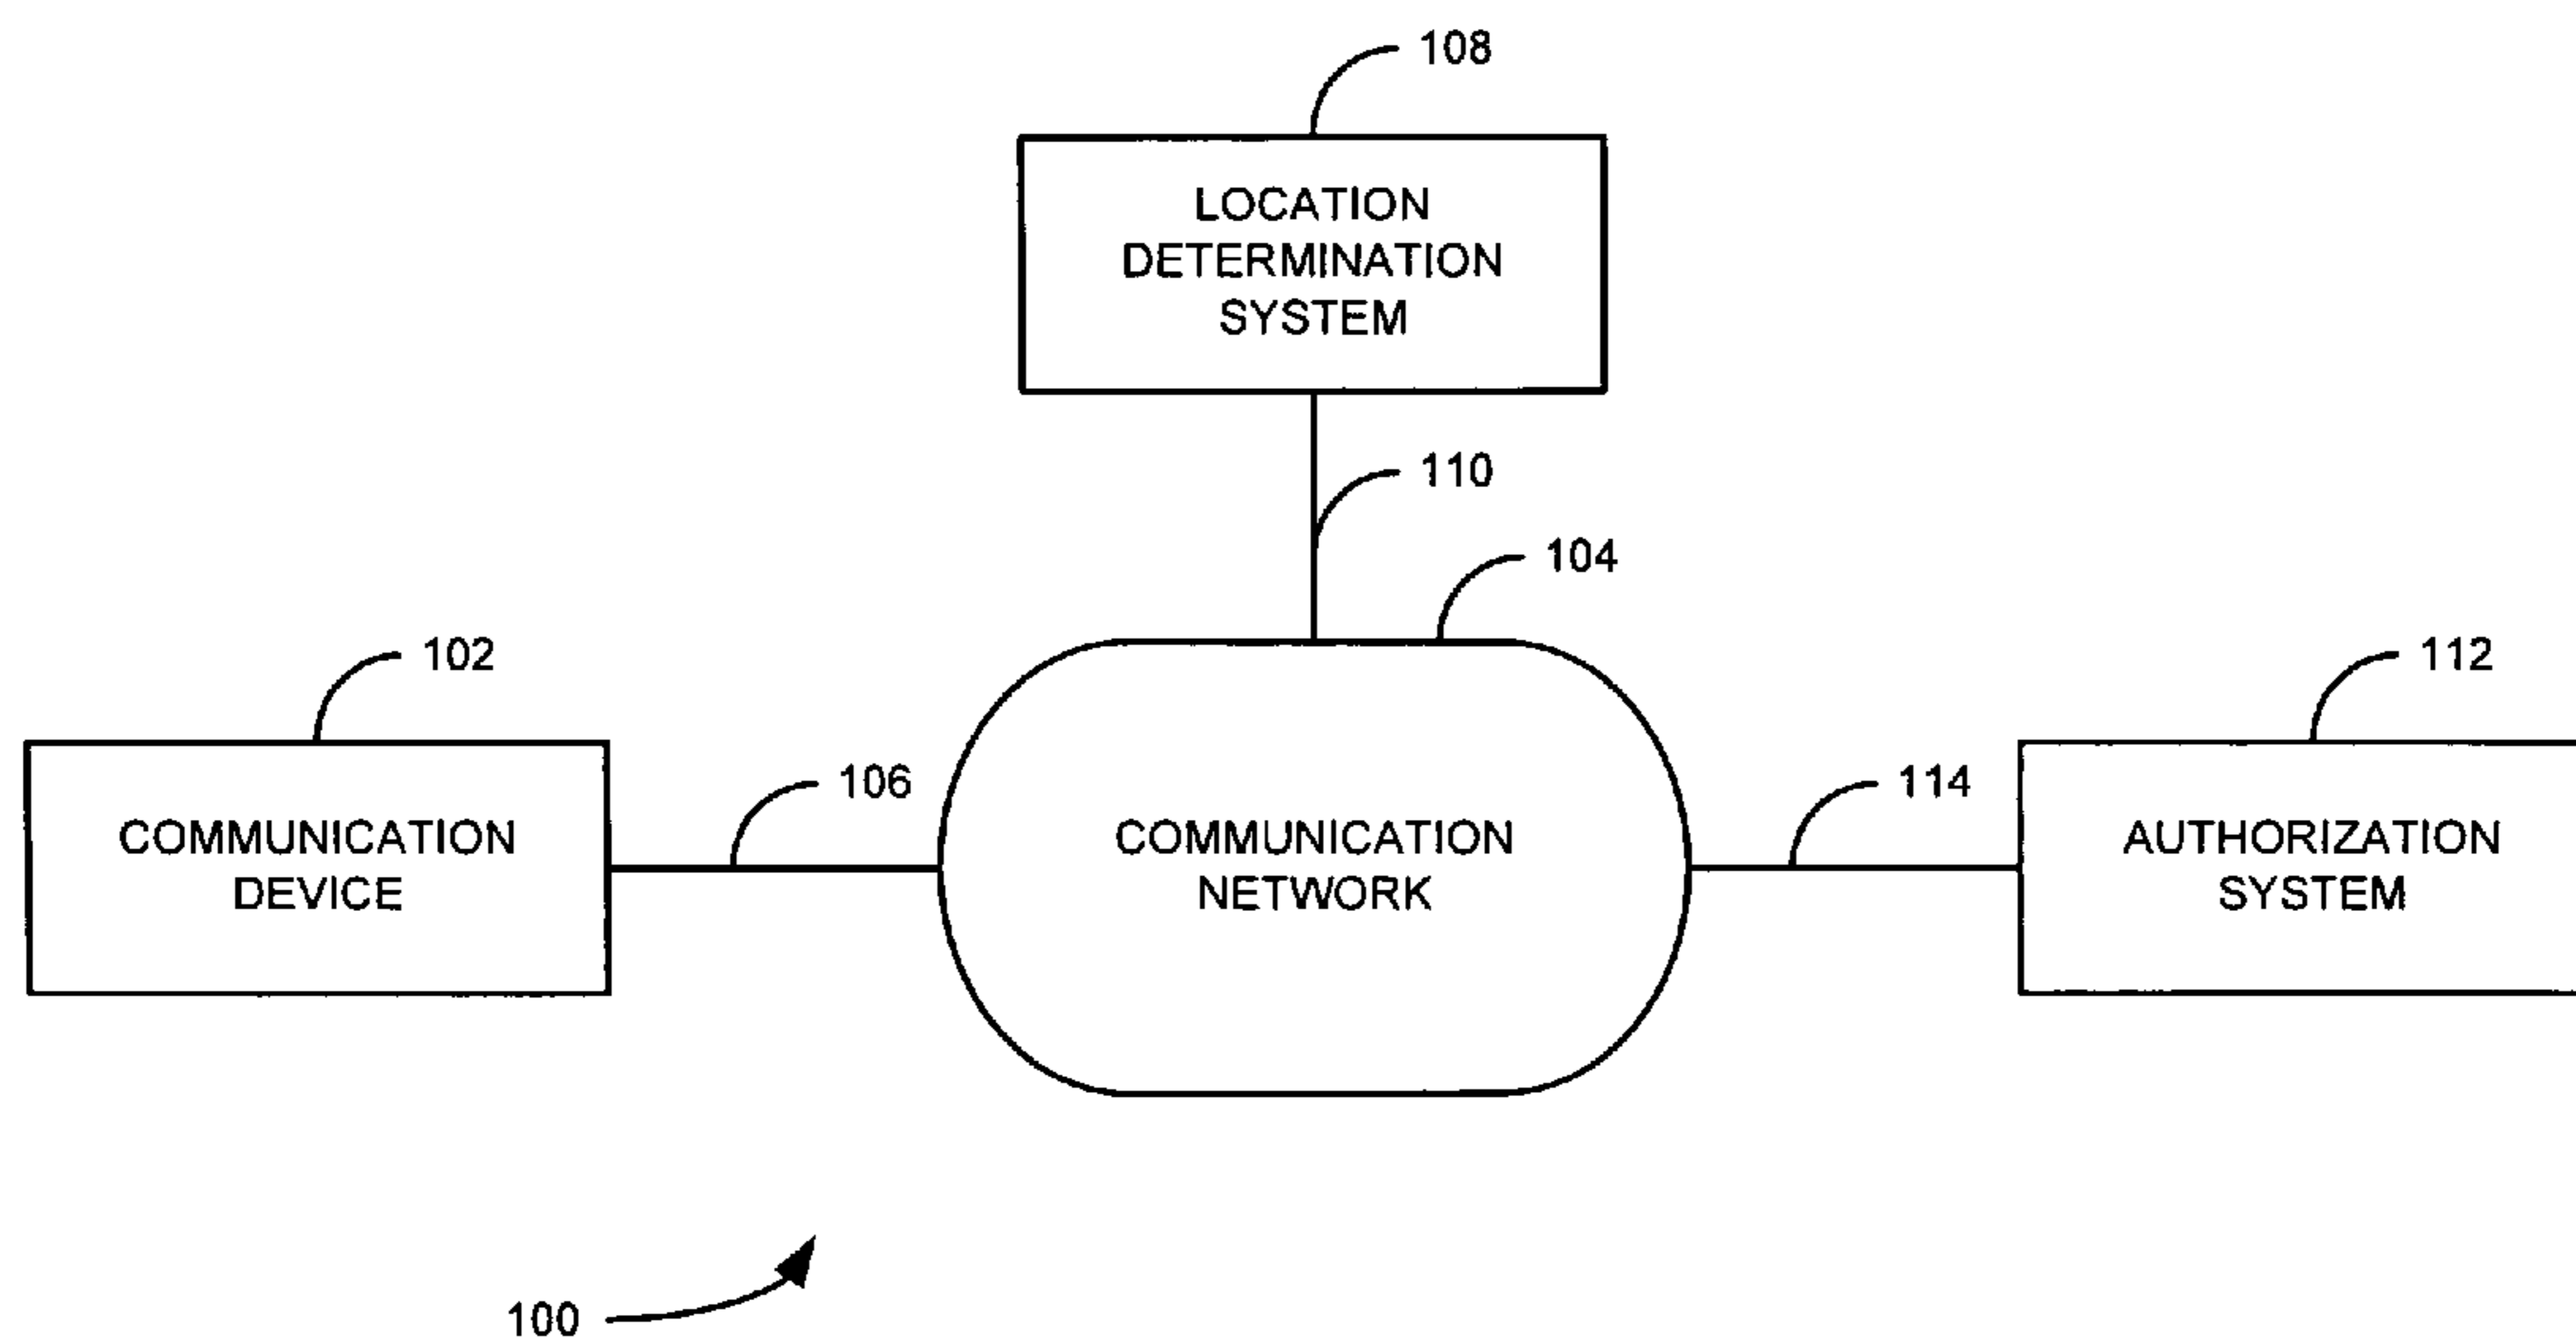 108
LOCATION
DETERMINATION
SYSTEM
110
104
102
112
106
114
COMMUNICATION
DEVICE
COMMUNICATION
NETWORK
AUTHORIZATION
SYSTEM
100